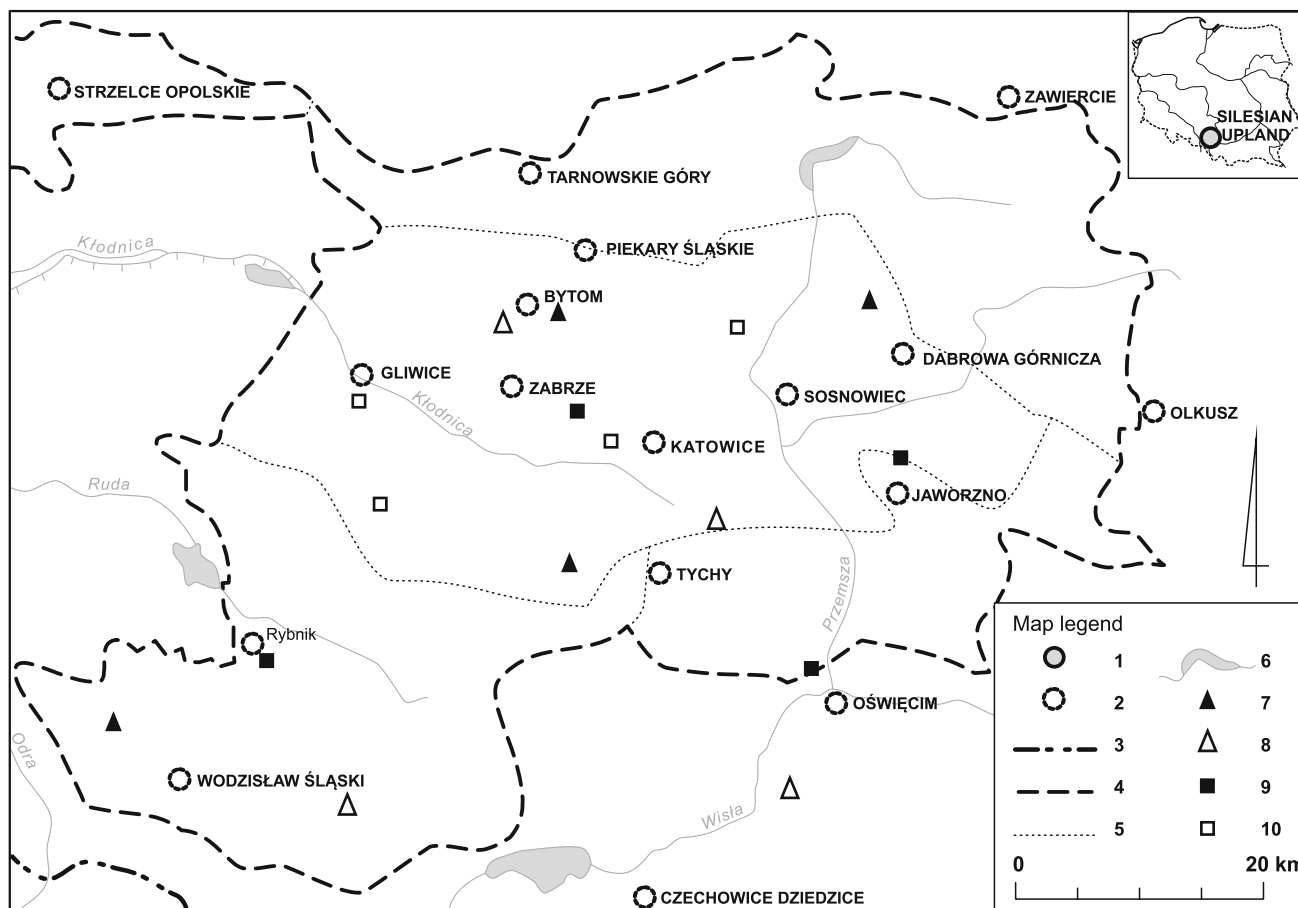 STRZELCE OPOLSKIE
ZAWIERCIE
SILESIAN
UPLAND
TARNOWSKIE GÓRY
Kłodnica
PIEKARY ŚLĄSKIE
BYTOM
GLIWICE
ZABRZE
DABROWA GÓRNICZA
SOSNOWIEC
OLKUSZ
Kłodnica
KATOWICE
Ruda
JAWORZNO
TYCHY
Przemsza
Rybnik
OŚWIĘCIM
Odra
WODZISŁAW ŚLĄSKI
Wisła
CZECHOWICE DZIEDZICE
Map legend
1 6
2 7
3 8
4 9
5 10
0 20 km